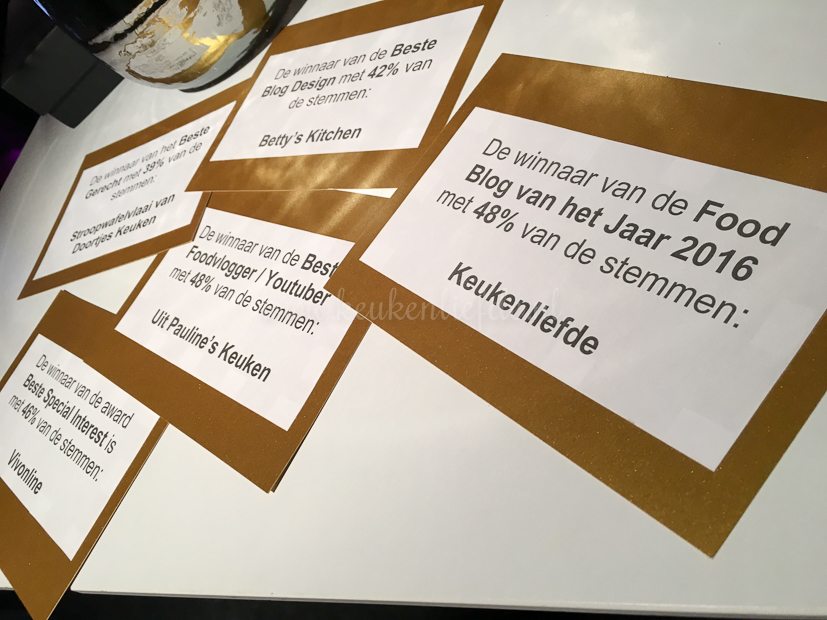 De winnaar van de Beste
Blog Design met 42% van
de stemmen:
Betty's Kitchen
De winnaar van het Beste
Gerecht met 39% van de
stemmen:
Stroopwafelvlaai van
Doortjes Keuken
De winnaar van de Food
Blog van het Jaar 2016
met 48% van de stemmen:
Keukenliefde
De winnaar van de Best
Foodvlogger / Youtuber
met 48% van de stemmen:
Uit Pauline's Keuken
De winnaar van de award
Beste Special Interest is
met 46% van de stemmen:
Vivonline